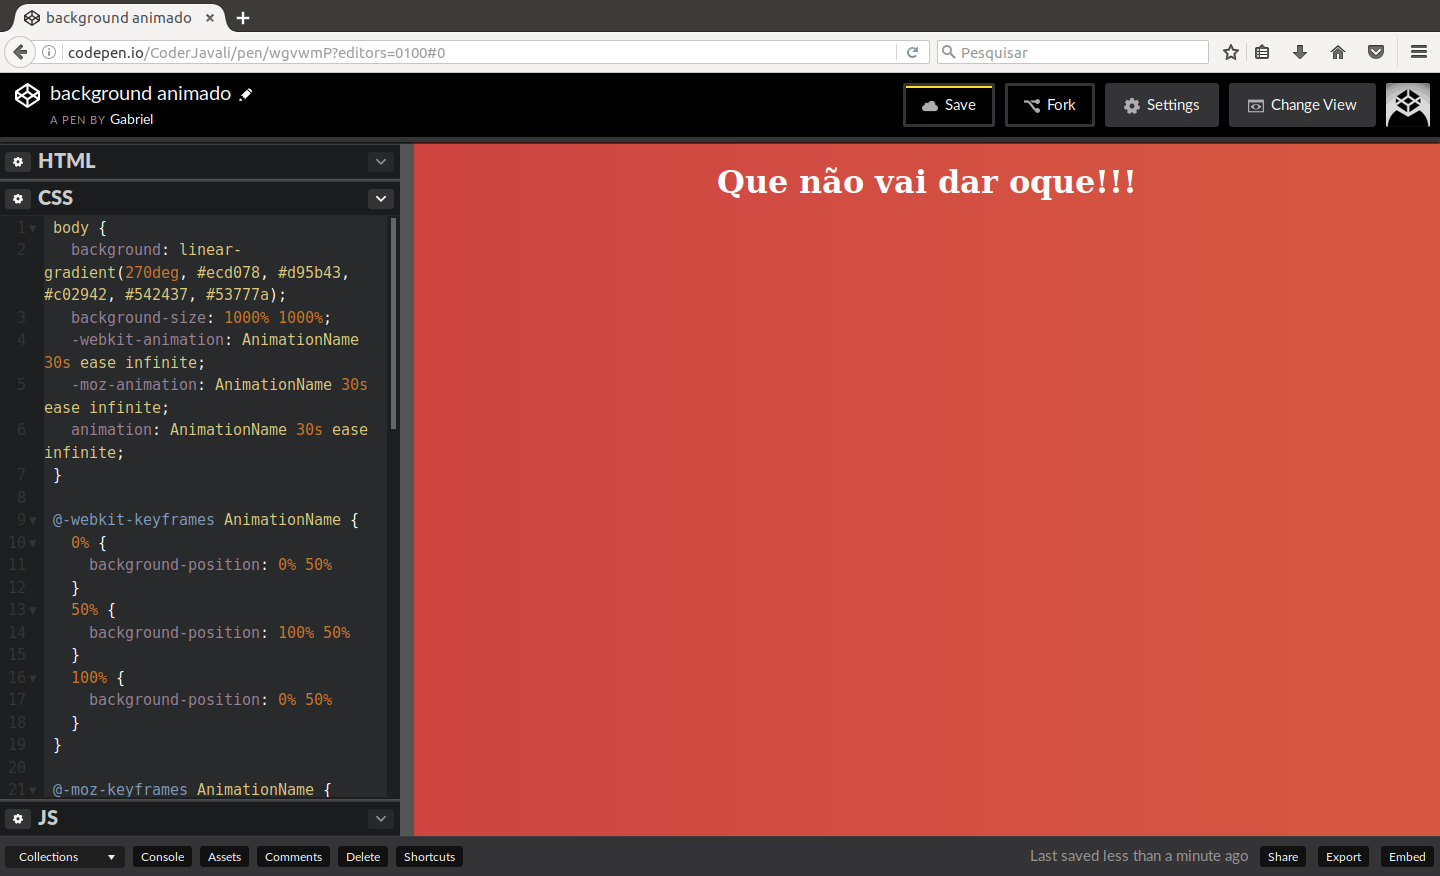 background animado
codepen.io/CoderJavali/pen/wgvwmP?editors=0100#0
Pesquisar
background animado
A PEN BY Gabriel
Save
Fork
Settings
Change View
HTML
CSS
1 body {
2 background: linear-
gradient(270deg, #ecd078, #d95b43,
#c02942, #542437, #53777a);
3 background-size: 1000% 1000%;
4 -webkit-animation: AnimationName
30s ease infinite;
5 -moz-animation: AnimationName 30s
ease infinite;
6 animation: AnimationName 30s ease
infinite;
7 }
8
9 @-webkit-keyframes AnimationName {
10 0% {
11 background-position: 0% 50%
12 }
13 50% {
14 background-position: 100% 50%
15 }
16 100% {
17 background-position: 0% 50%
18 }
19 }
20
21 @-moz-keyframes AnimationName {
JS
Que não vai dar oque!!!
Collections
Console
Assets
Comments
Delete
Shortcuts
Last saved less than a minute ago
Share
Export
Embed